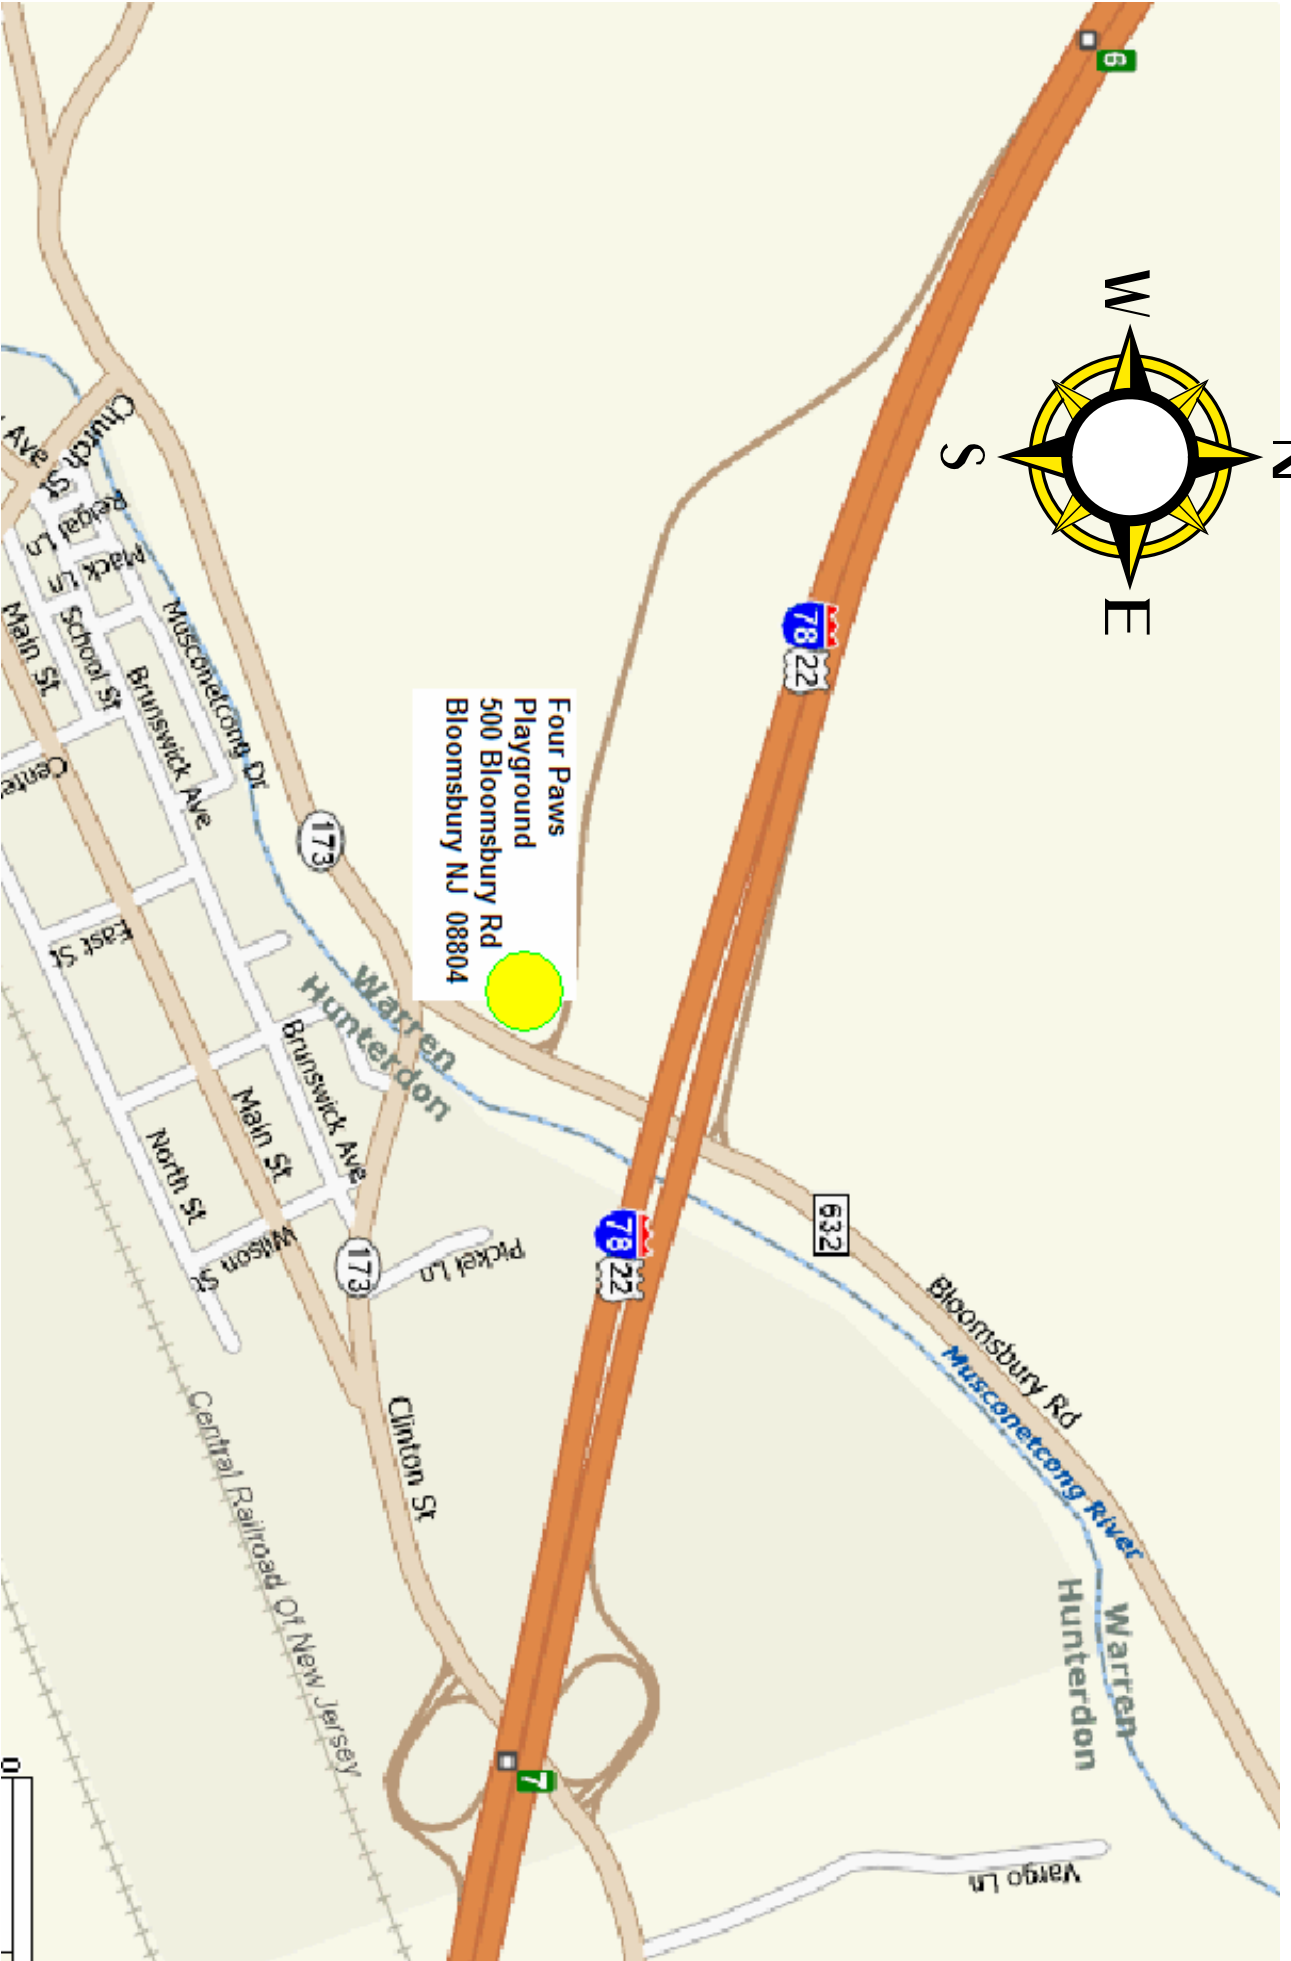 6
W
N
S
E
78
22
Four Paws
Playground
500 Bloomsbury Rd
Bloomsbury NJ 08804
632
Bloomsbury Rd
Musconetcong River
Warren
Hunterdon
78
22
Warren
Hunterdon
173
Church St
Ave
Reigal Ln
Mack Ln
Musconetcong Dr
School St
Main St
Brunswick Ave
East St
Brunswick Ave
Main St
North St
Wilson St
173
Pickel Ln
Clinton St
Central Railroad Of New Jersey
7
Vargo Ln
0